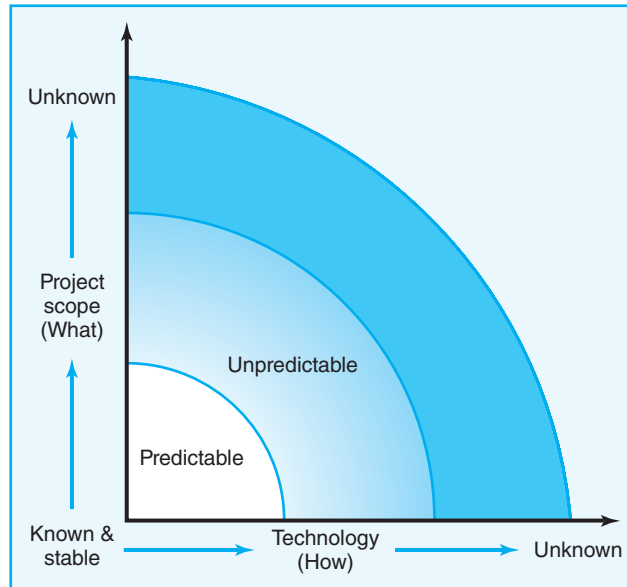 Unknown
Project
scope
(What)
Unpredictable
Predictable
Known &
stable
Technology
(How)
Unknown